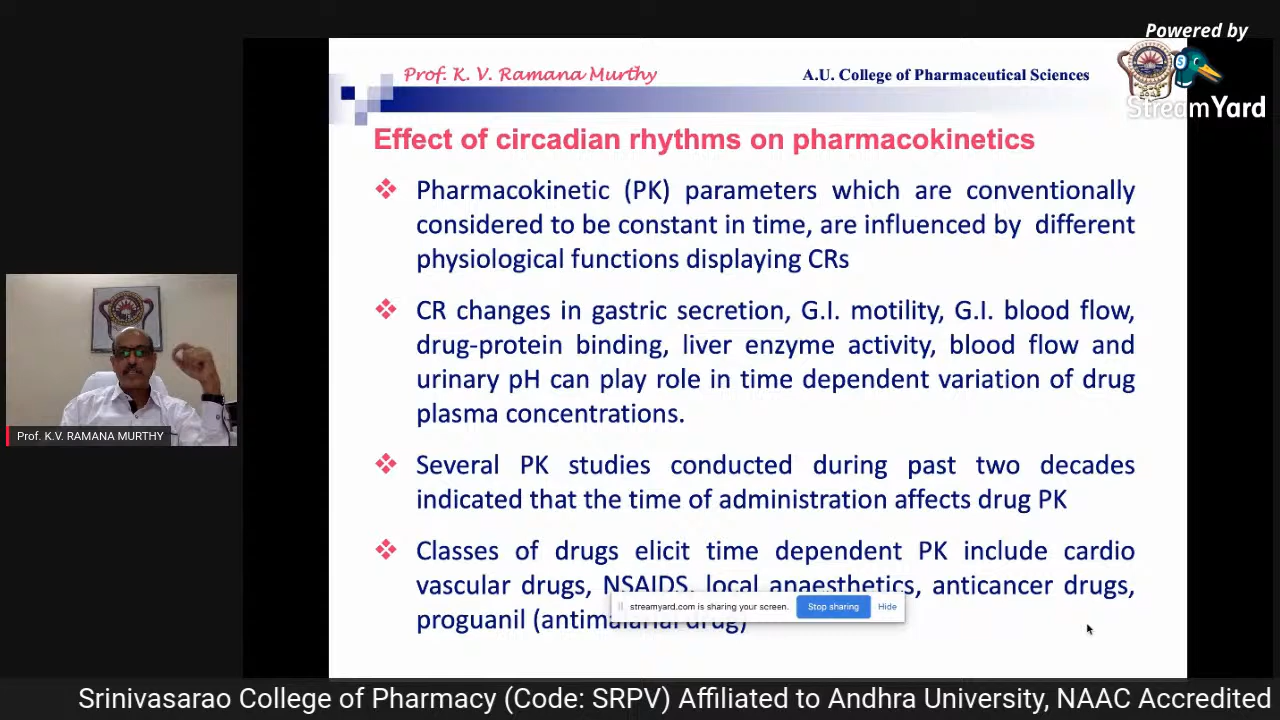 Powered by
StreamYard
Prof. K. V. Ramana Murthy
A.U. College of Pharmaceutical Sciences
Effect of circadian rhythms on pharmacokinetics
Pharmacokinetic (PK) parameters which are conventionally
considered to be constant in time, are influenced by different
physiological functions displaying CRs
CR changes in gastric secretion, G.I. motility, G.I. blood flow,
drug-protein binding, liver enzyme activity, blood flow and
urinary pH can play role in time dependent variation of drug
plasma concentrations.
Several PK studies conducted during past two decades
indicated that the time of administration affects drug PK
Classes of drugs elicit time dependent PK include cardio
vascular drugs, NSAIDS, local anaesthetics, anticancer drugs,
streamyard.com is sharing your screen. Stop sharing Hide
proguanil (antimalarial drug)
Prof. K.V. RAMANA MURTHY
Srinivasarao College of Pharmacy (Code: SRPV) Affiliated to Andhra University, NAAC Accredited